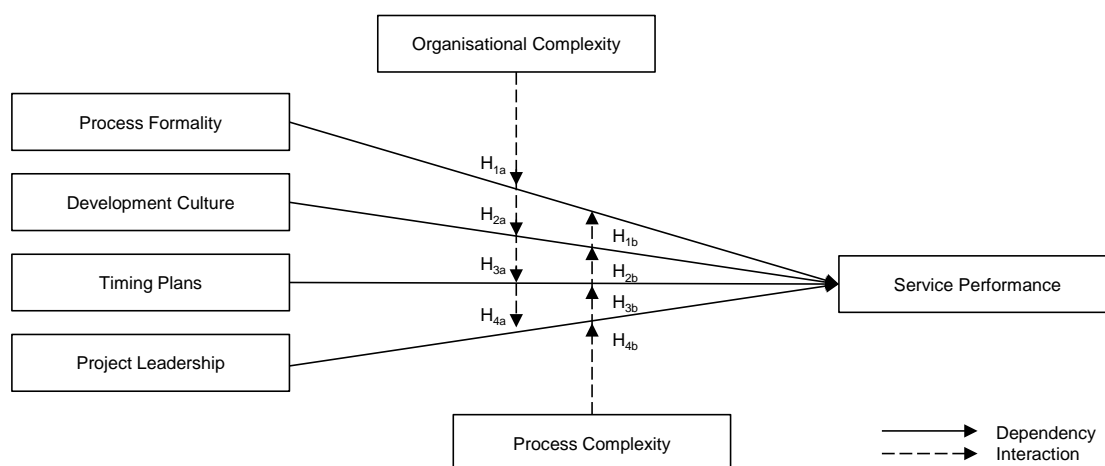 Organisational Complexity
Process Formality
H1a
Development Culture
H2a
H1b
H3a
H2b
Timing Plans
Service Performance
H4a
H3b
Project Leadership
H4b
Process Complexity
Dependency
Interaction